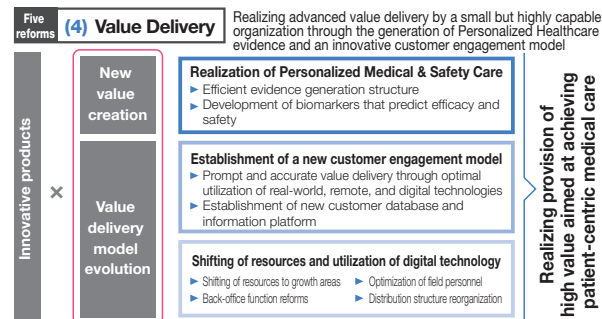 Five
reforms
(4) Value Delivery
Realizing advanced value delivery by a small but highly capable
organization through the generation of Personalized Healthcare
evidence and an innovative customer engagement model
Innovative products
×
New
value
creation
Realization of Personalized Medical & Safety Care
► Efficient evidence generation structure
► Development of biomarkers that predict efficacy and
safety
Value
delivery
model
evolution
Establishment of a new customer engagement model
► Prompt and accurate value delivery through optimal
utilization of real-world, remote, and digital technologies
► Establishment of new customer database and
information platform
Shifting of resources and utilization of digital technology
► Shifting of resources to growth areas
► Back-office function reforms
► Optimization of field personnel
► Distribution structure reorganization
Realizing provision of
high value aimed at achieving
patient-centric medical care